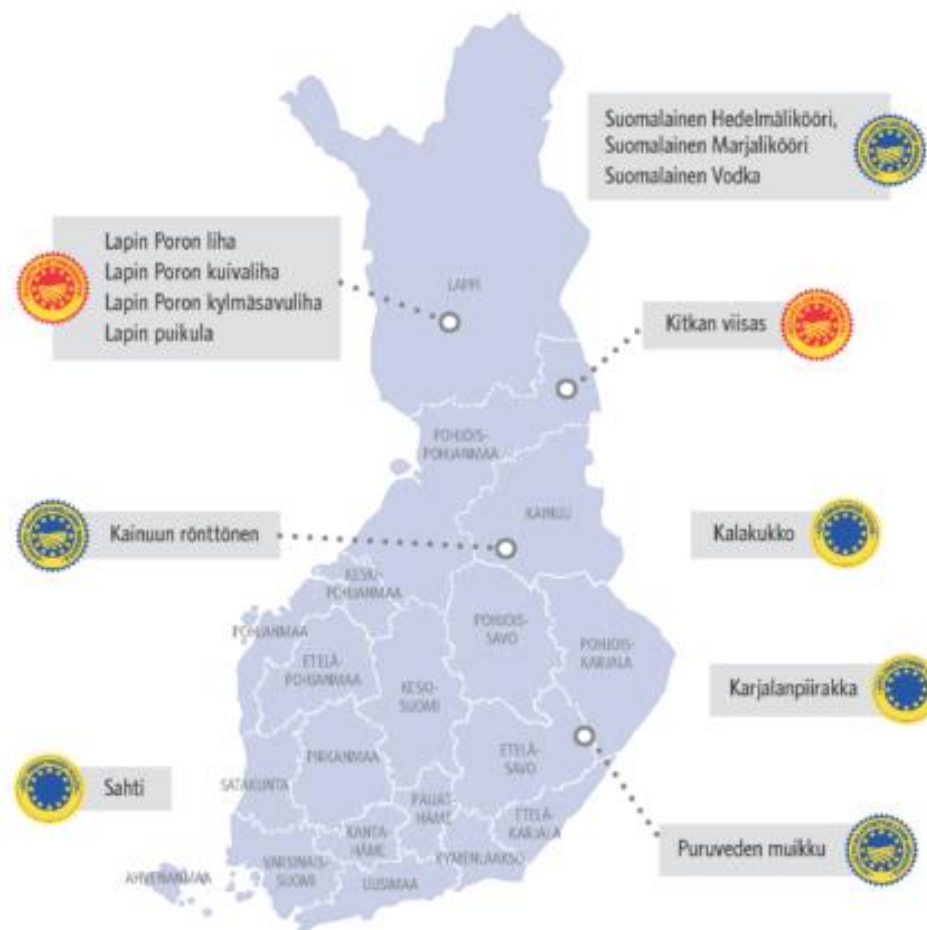 Suomalainen Hedelmälikööri,
Suomalainen Marjalikööri
Suomalainen Vodka
Lapin Poron liha
Lapin Poron kuivaliha
Lapin Poron kylmäsavuliha
Lapin puikula
LAPPI
Kitkan viisas
POHJOIS-
POHJANMAA
KAINUU
Kainuun rönttönen
Kalakukko
KESKI-
POHJANMAA
POHJANMAA
POHJOIS-
SAVO
POHJOIS-
KARJALA
ETELÄ-
POHJANMAA
KESKI-
SUOMI
Karjalanpiirakka
PIRKANMAA
ETELÄ-
SAVO
SATAKUNTA
Sahti
PÄIJÄT-
HÄME
ETELÄ-
KARJALA
KANTA-
HÄME
KYMENLAAKSO
Puruveden muikku
AHVENANMAA
VARSINAIS-
SUOMI
UUSIMAA